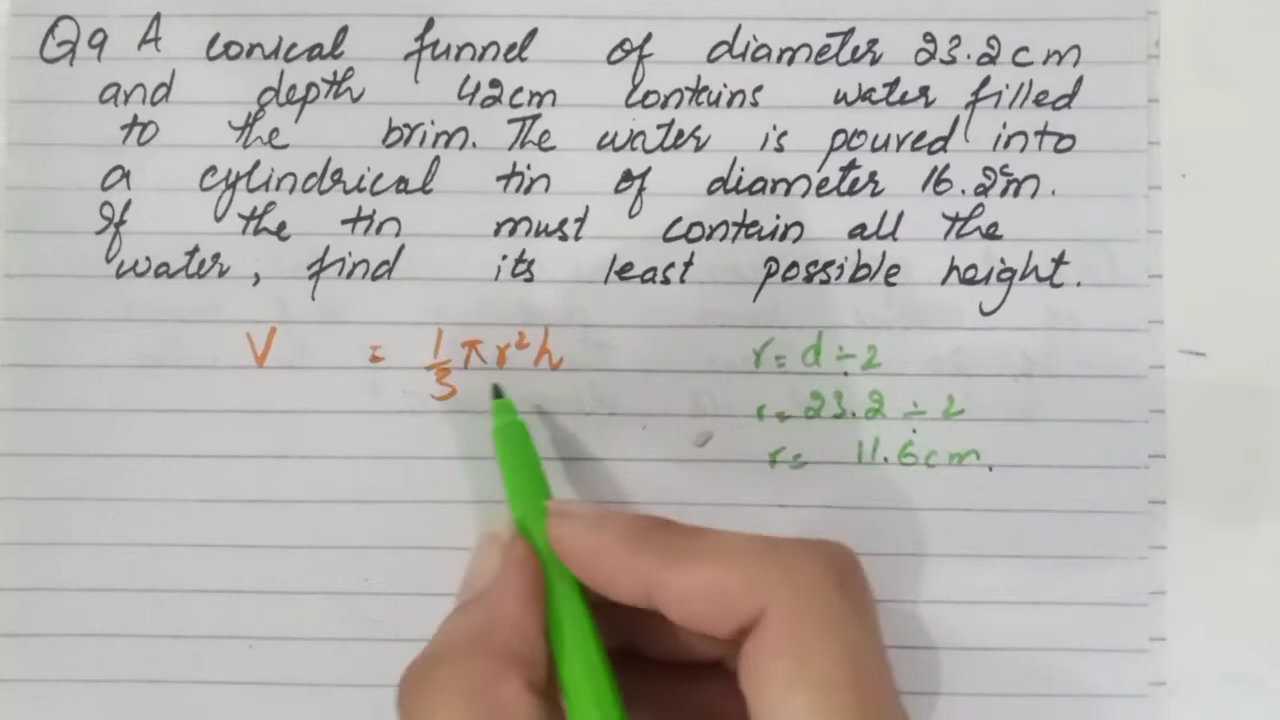 Q9 A conical funnel of diameter 23.2cm
and depth 42cm contains water filled
to the brim. The water is poured into
a cylindrical tin of diameter 16.2cm.
If the tin must contain all the
water, find its least possible height.
V = 1/3 πr²h
r= d÷2
r= 23.2 ÷ 2
r= 11.6cm.